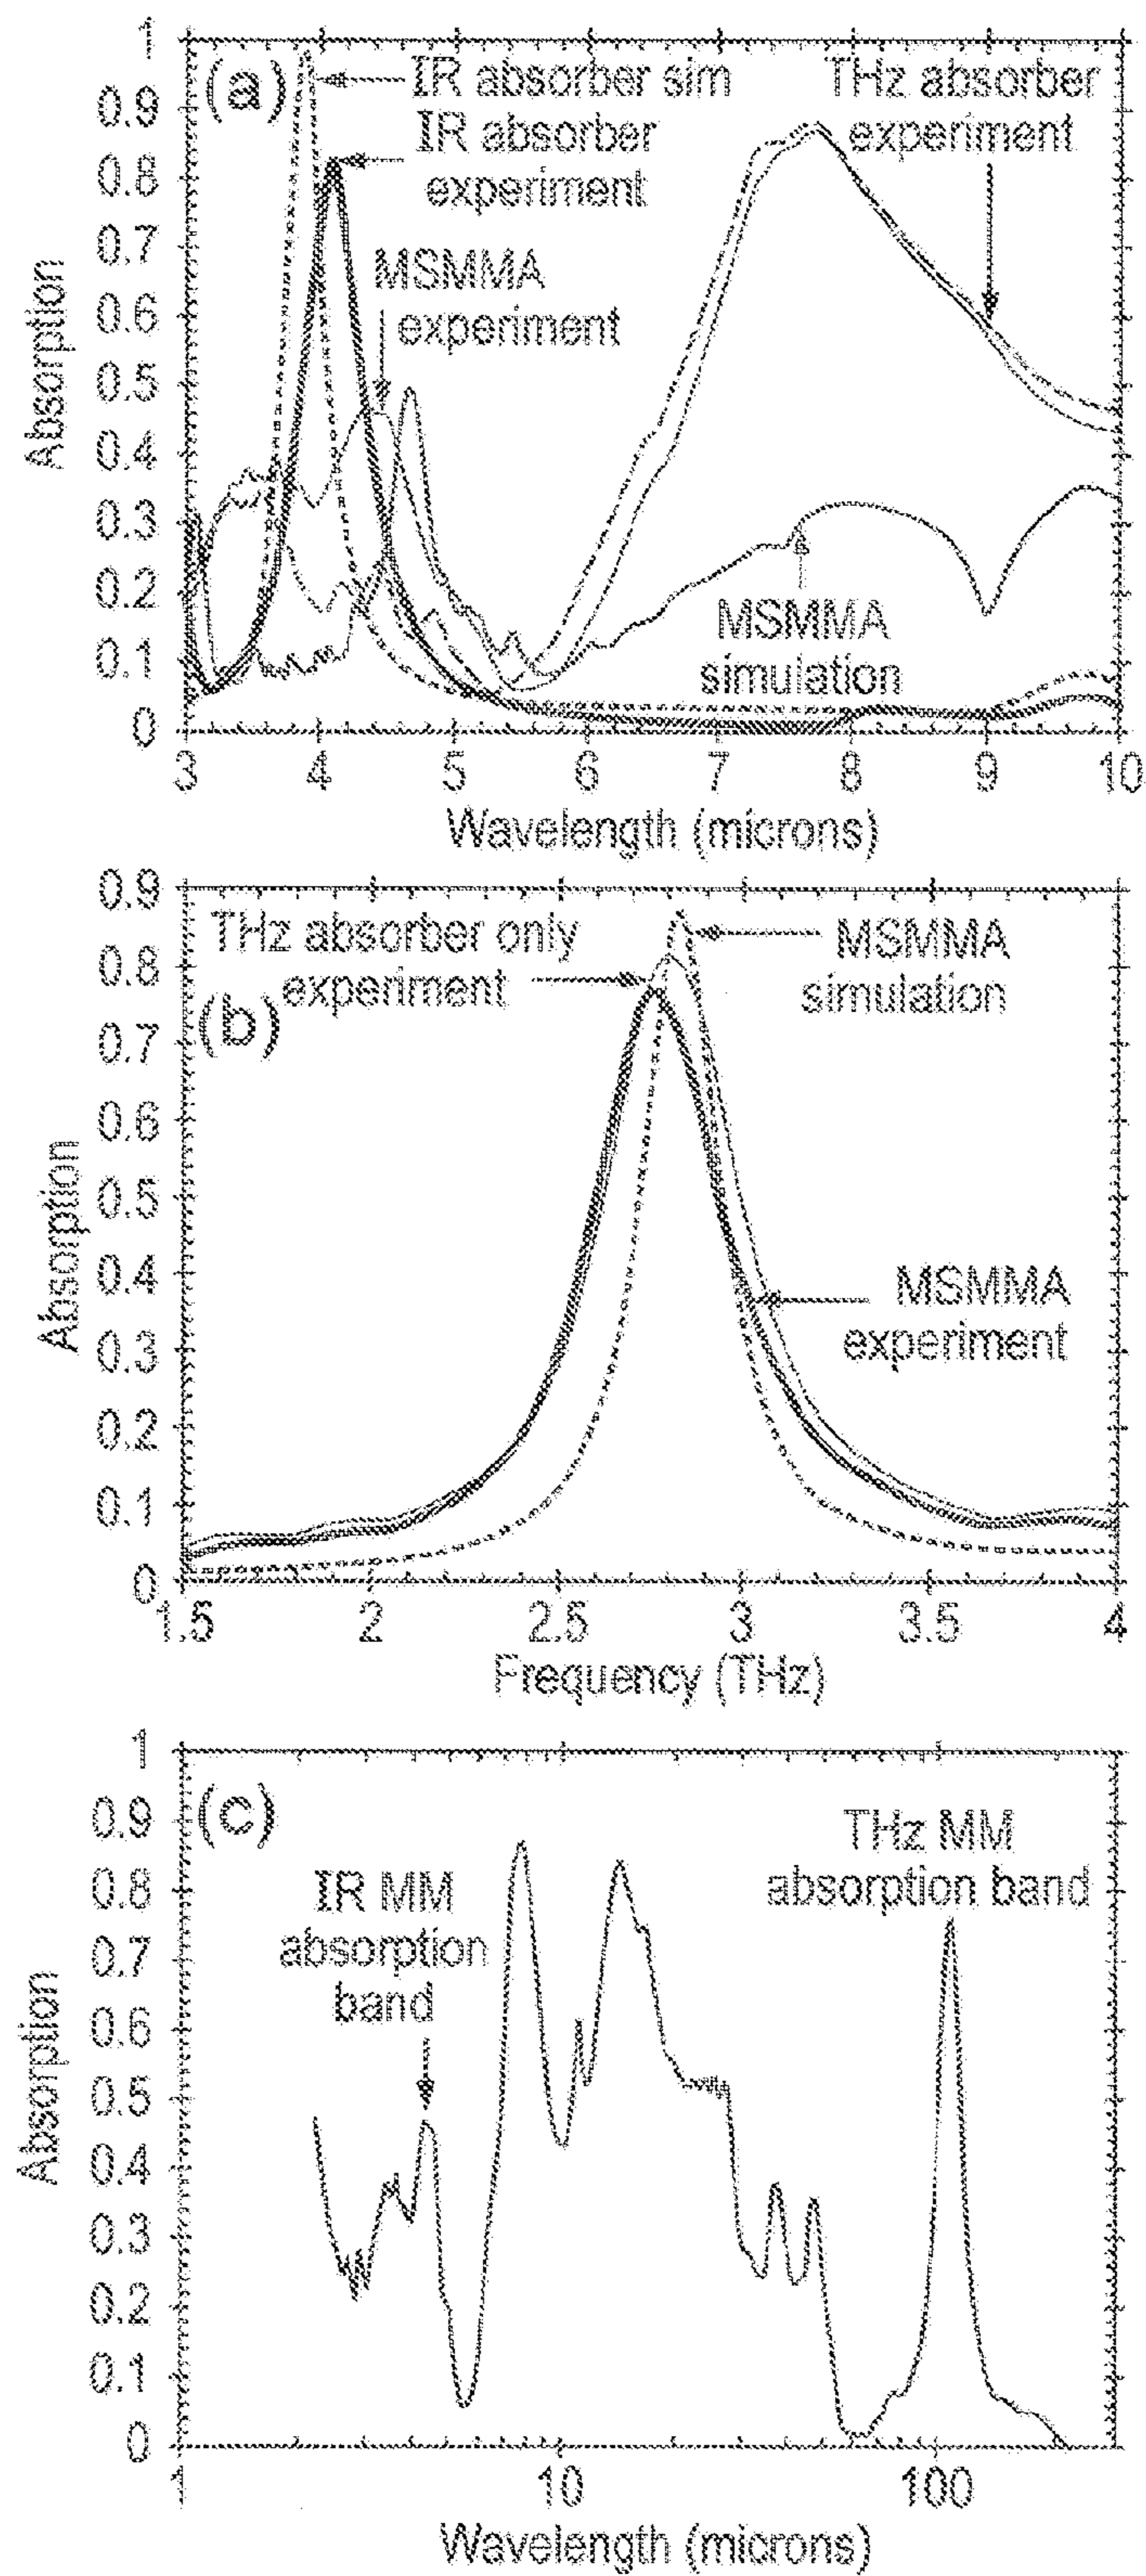 1
(a)
IR absorber sim
THz absorber
0.9
IR absorber
experiment
0.8
experiment
0.7
MSMMA
0.6
experiment
Absorption
0.5
0.4
0.3
0.2
MSMMA
0.1
simulation
0
3 4 5 6 7 8 9 10
Wavelength (microns)
0.9
THz absorber only
MSMMA
0.8
experiment
simulation
(b)
0.7
0.6
Absorption
0.5
0.4
MSMMA
experiment
0.3
0.2
0.1
0
1.5 2 2.5 3 3.5 4
Frequency (THz)
1
(c)
0.9
THz MM
0.8
IR MM
absorption band
0.7
absorption
band
0.6
Absorption
0.5
0.4
0.3
0.2
0.1
0
1 10 100
Wavelength (microns)